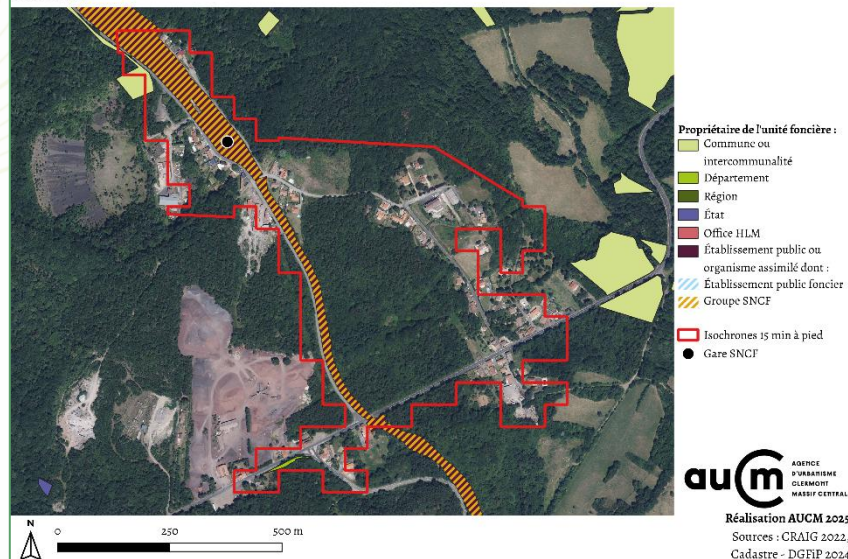 Propriétaire de l'unité foncière :
Commune ou
intercommunalité
Département
Région
État
Office HLM
Établissement public ou
organisme assimilé dont :
Établissement public foncier
Groupe SNCF
Isochrones 15 min à pied
Gare SNCF
aucm
AGENCE
D'URBANISME
CLERMONT
MASSIF CENTRAL
Réalisation AUCM 2025
Sources : CRAIG 2022,
Cadastre - DGFiP 2024
N
0 250 500 m